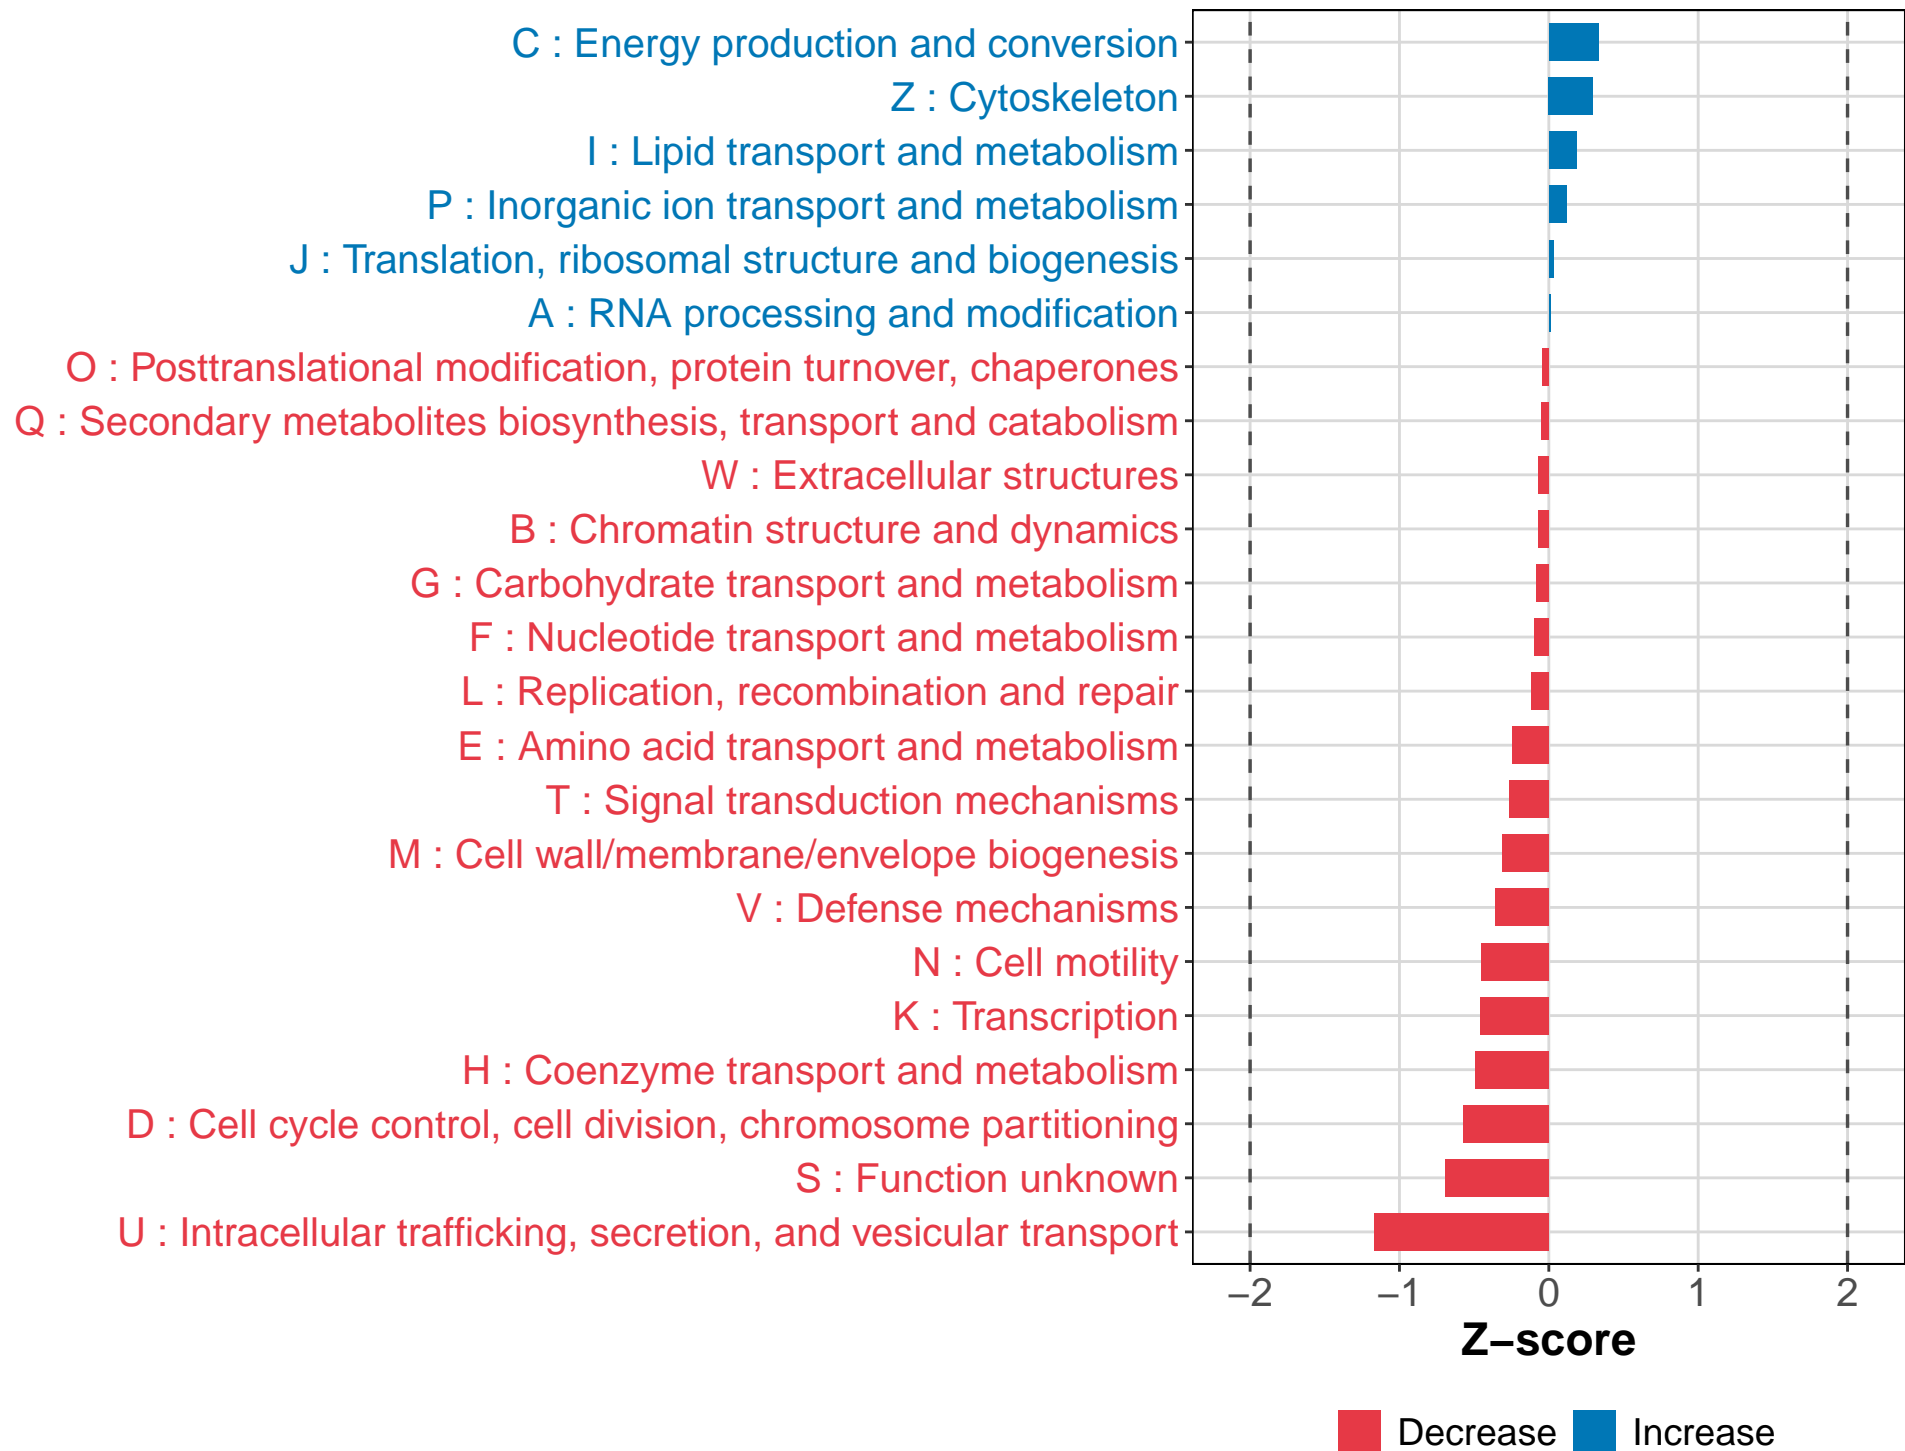 C : Energy production and conversion
Z : Cytoskeleton
I : Lipid transport and metabolism
P : Inorganic ion transport and metabolism
J : Translation, ribosomal structure and biogenesis
A : RNA processing and modification
O : Posttranslational modification, protein turnover, chaperones
Q : Secondary metabolites biosynthesis, transport and catabolism
W : Extracellular structures
B : Chromatin structure and dynamics
G : Carbohydrate transport and metabolism
F : Nucleotide transport and metabolism
L : Replication, recombination and repair
E : Amino acid transport and metabolism
T : Signal transduction mechanisms
M : Cell wall/membrane/envelope biogenesis
V : Defense mechanisms
N : Cell motility
K : Transcription
H : Coenzyme transport and metabolism
D : Cell cycle control, cell division, chromosome partitioning
S : Function unknown
U : Intracellular trafficking, secretion, and vesicular transport
−2 −1 0 1 2
Z−score
Decrease Increase